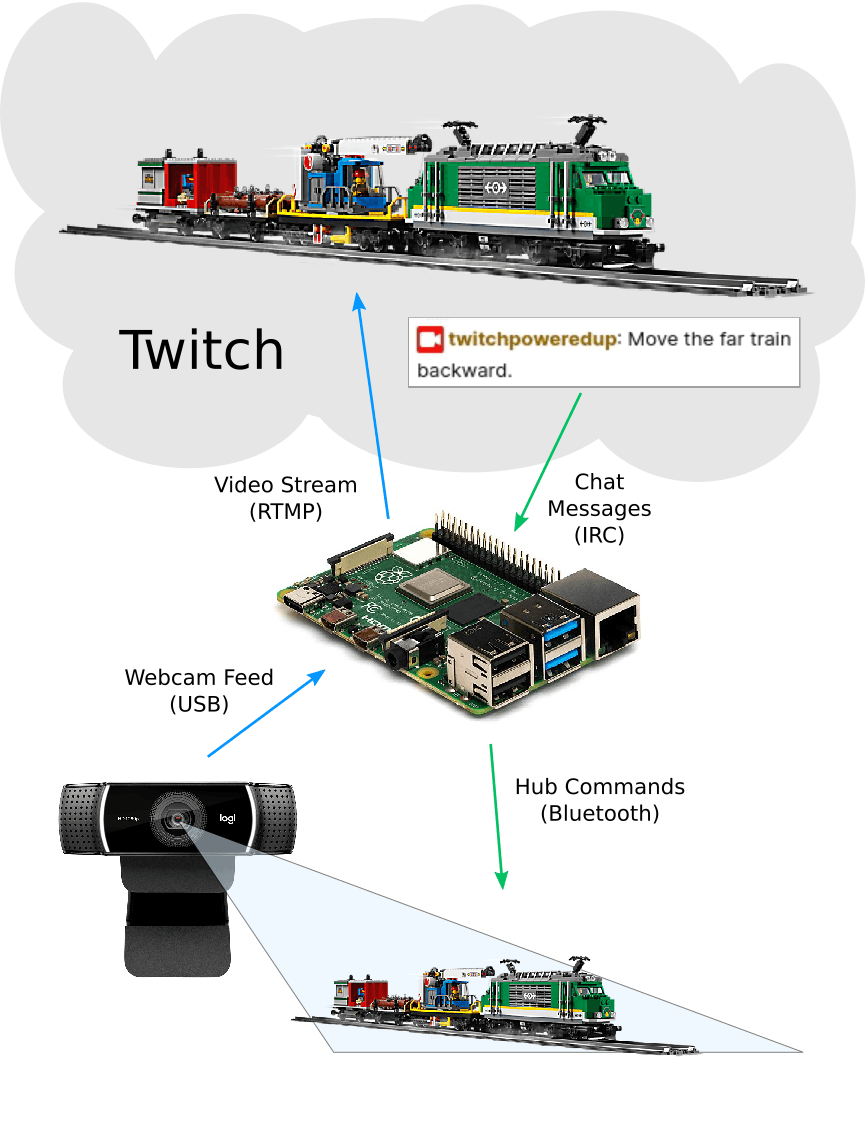 Twitch
twitchpoweredup: Move the far train
backward.
Video Stream
(RTMP)
Chat
Messages
(IRC)
Webcam Feed
(USB)
Hub Commands
(Bluetooth)
logi